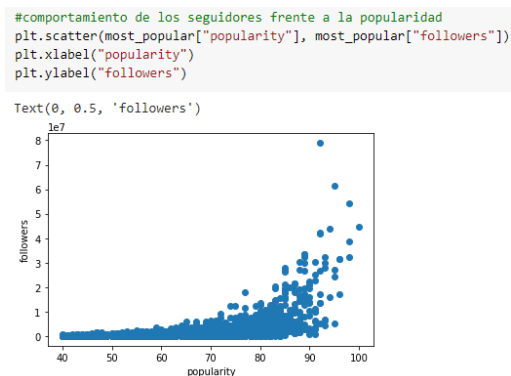 #comportamiento de los seguidores frente a la popularidad
plt.scatter(most_popular["popularity"], most_popular["followers"])
plt.xlabel("popularity")
plt.ylabel("followers")
Text(0, 0.5, 'followers')
1e7
8
7
6
5
4
3
2
1
0
followers
40 50 60 70 80 90 100
popularity